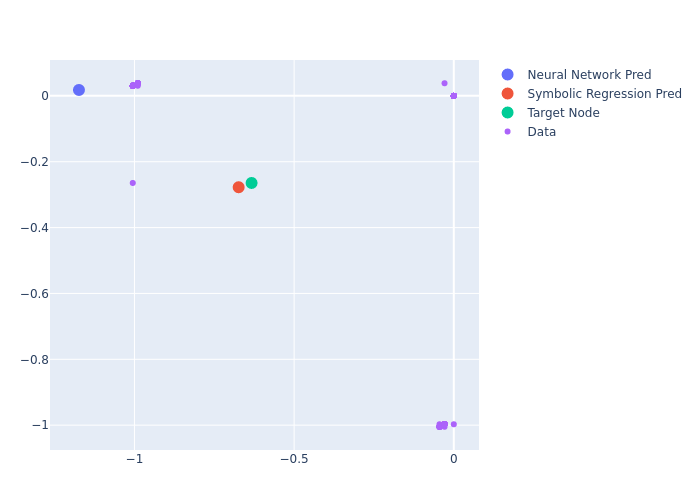 Neural Network Pred
Symbolic Regression Pred
Target Node
Data
0
−0.2
−0.4
−0.6
−0.8
−1
−1
−0.5
0